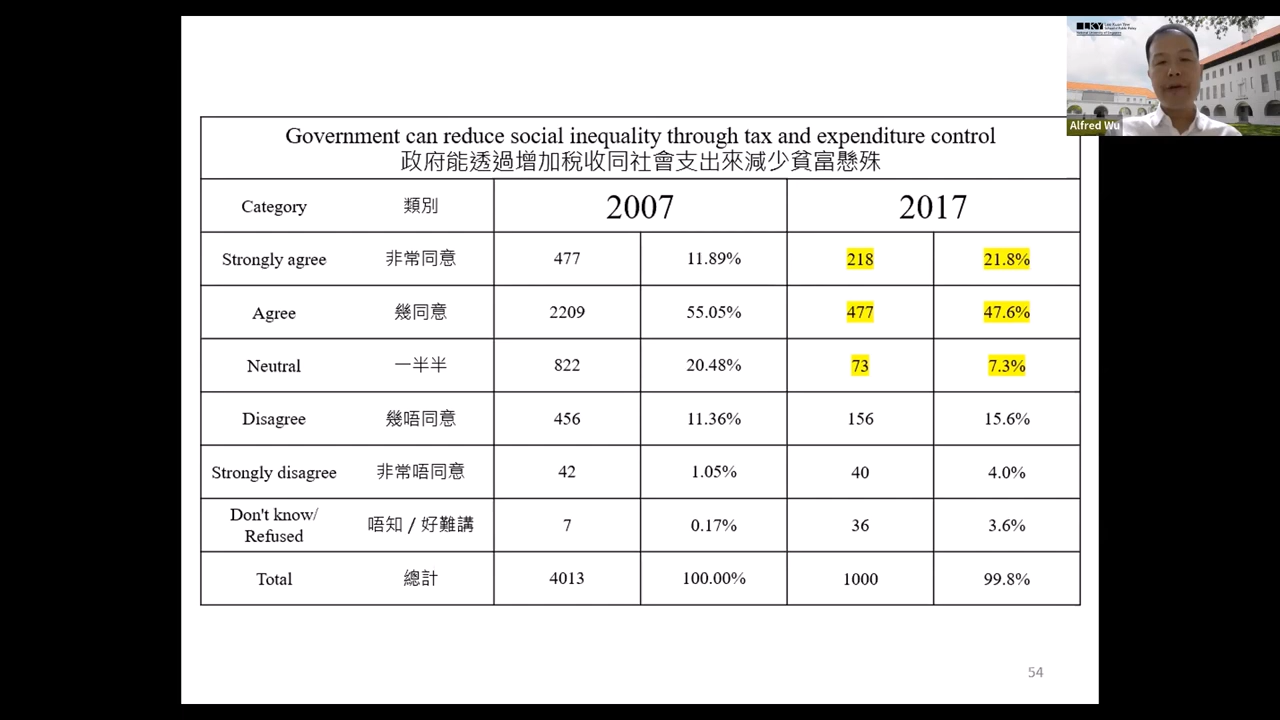 LKY
Alfred Wu
Government can reduce social inequality through tax and expenditure control
政府能透過增加稅收同社會支出來減少貧富懸殊
Category 類別 2007 2017
Strongly agree 非常同意 477 11.89% 218 21.8%
Agree 幾同意 2209 55.05% 477 47.6%
Neutral 一半半 822 20.48% 73 7.3%
Disagree 幾唔同意 456 11.36% 156 15.6%
Strongly disagree 非常唔同意 42 1.05% 40 4.0%
Don't know/
Refused 唔知 / 好難講 7 0.17% 36 3.6%
Total 總計 4013 100.00% 1000 99.8%
54